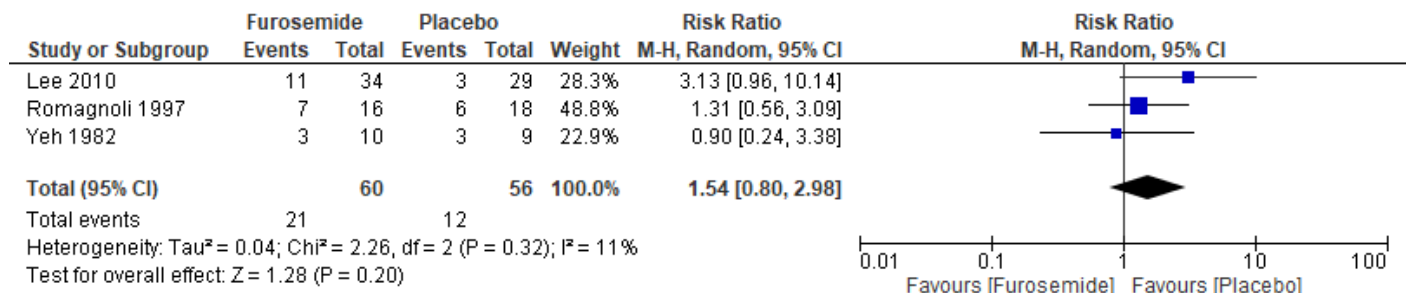 Furosemide Placebo Risk Ratio Risk Ratio
Study or Subgroup Events Total Events Total Weight M-H, Random, 95% CI M-H, Random, 95% CI
Lee 2010 11 34 3 29 28.3% 3.13 [0.96, 10.14]
Romagnoli 1997 7 16 6 18 48.8% 1.31 [0.56, 3.09]
Yeh 1982 3 10 3 9 22.9% 0.90 [0.24, 3.38]
Total (95% CI) 60 56 100.0% 1.54 [0.80, 2.98]
Total events 21 12
Heterogeneity: Tau² = 0.04; Chi² = 2.26, df = 2 (P = 0.32); I² = 11%
Test for overall effect: Z = 1.28 (P = 0.20)
0.01 0.1 1 10 100
Favours [Furosemide] Favours [Placebo]